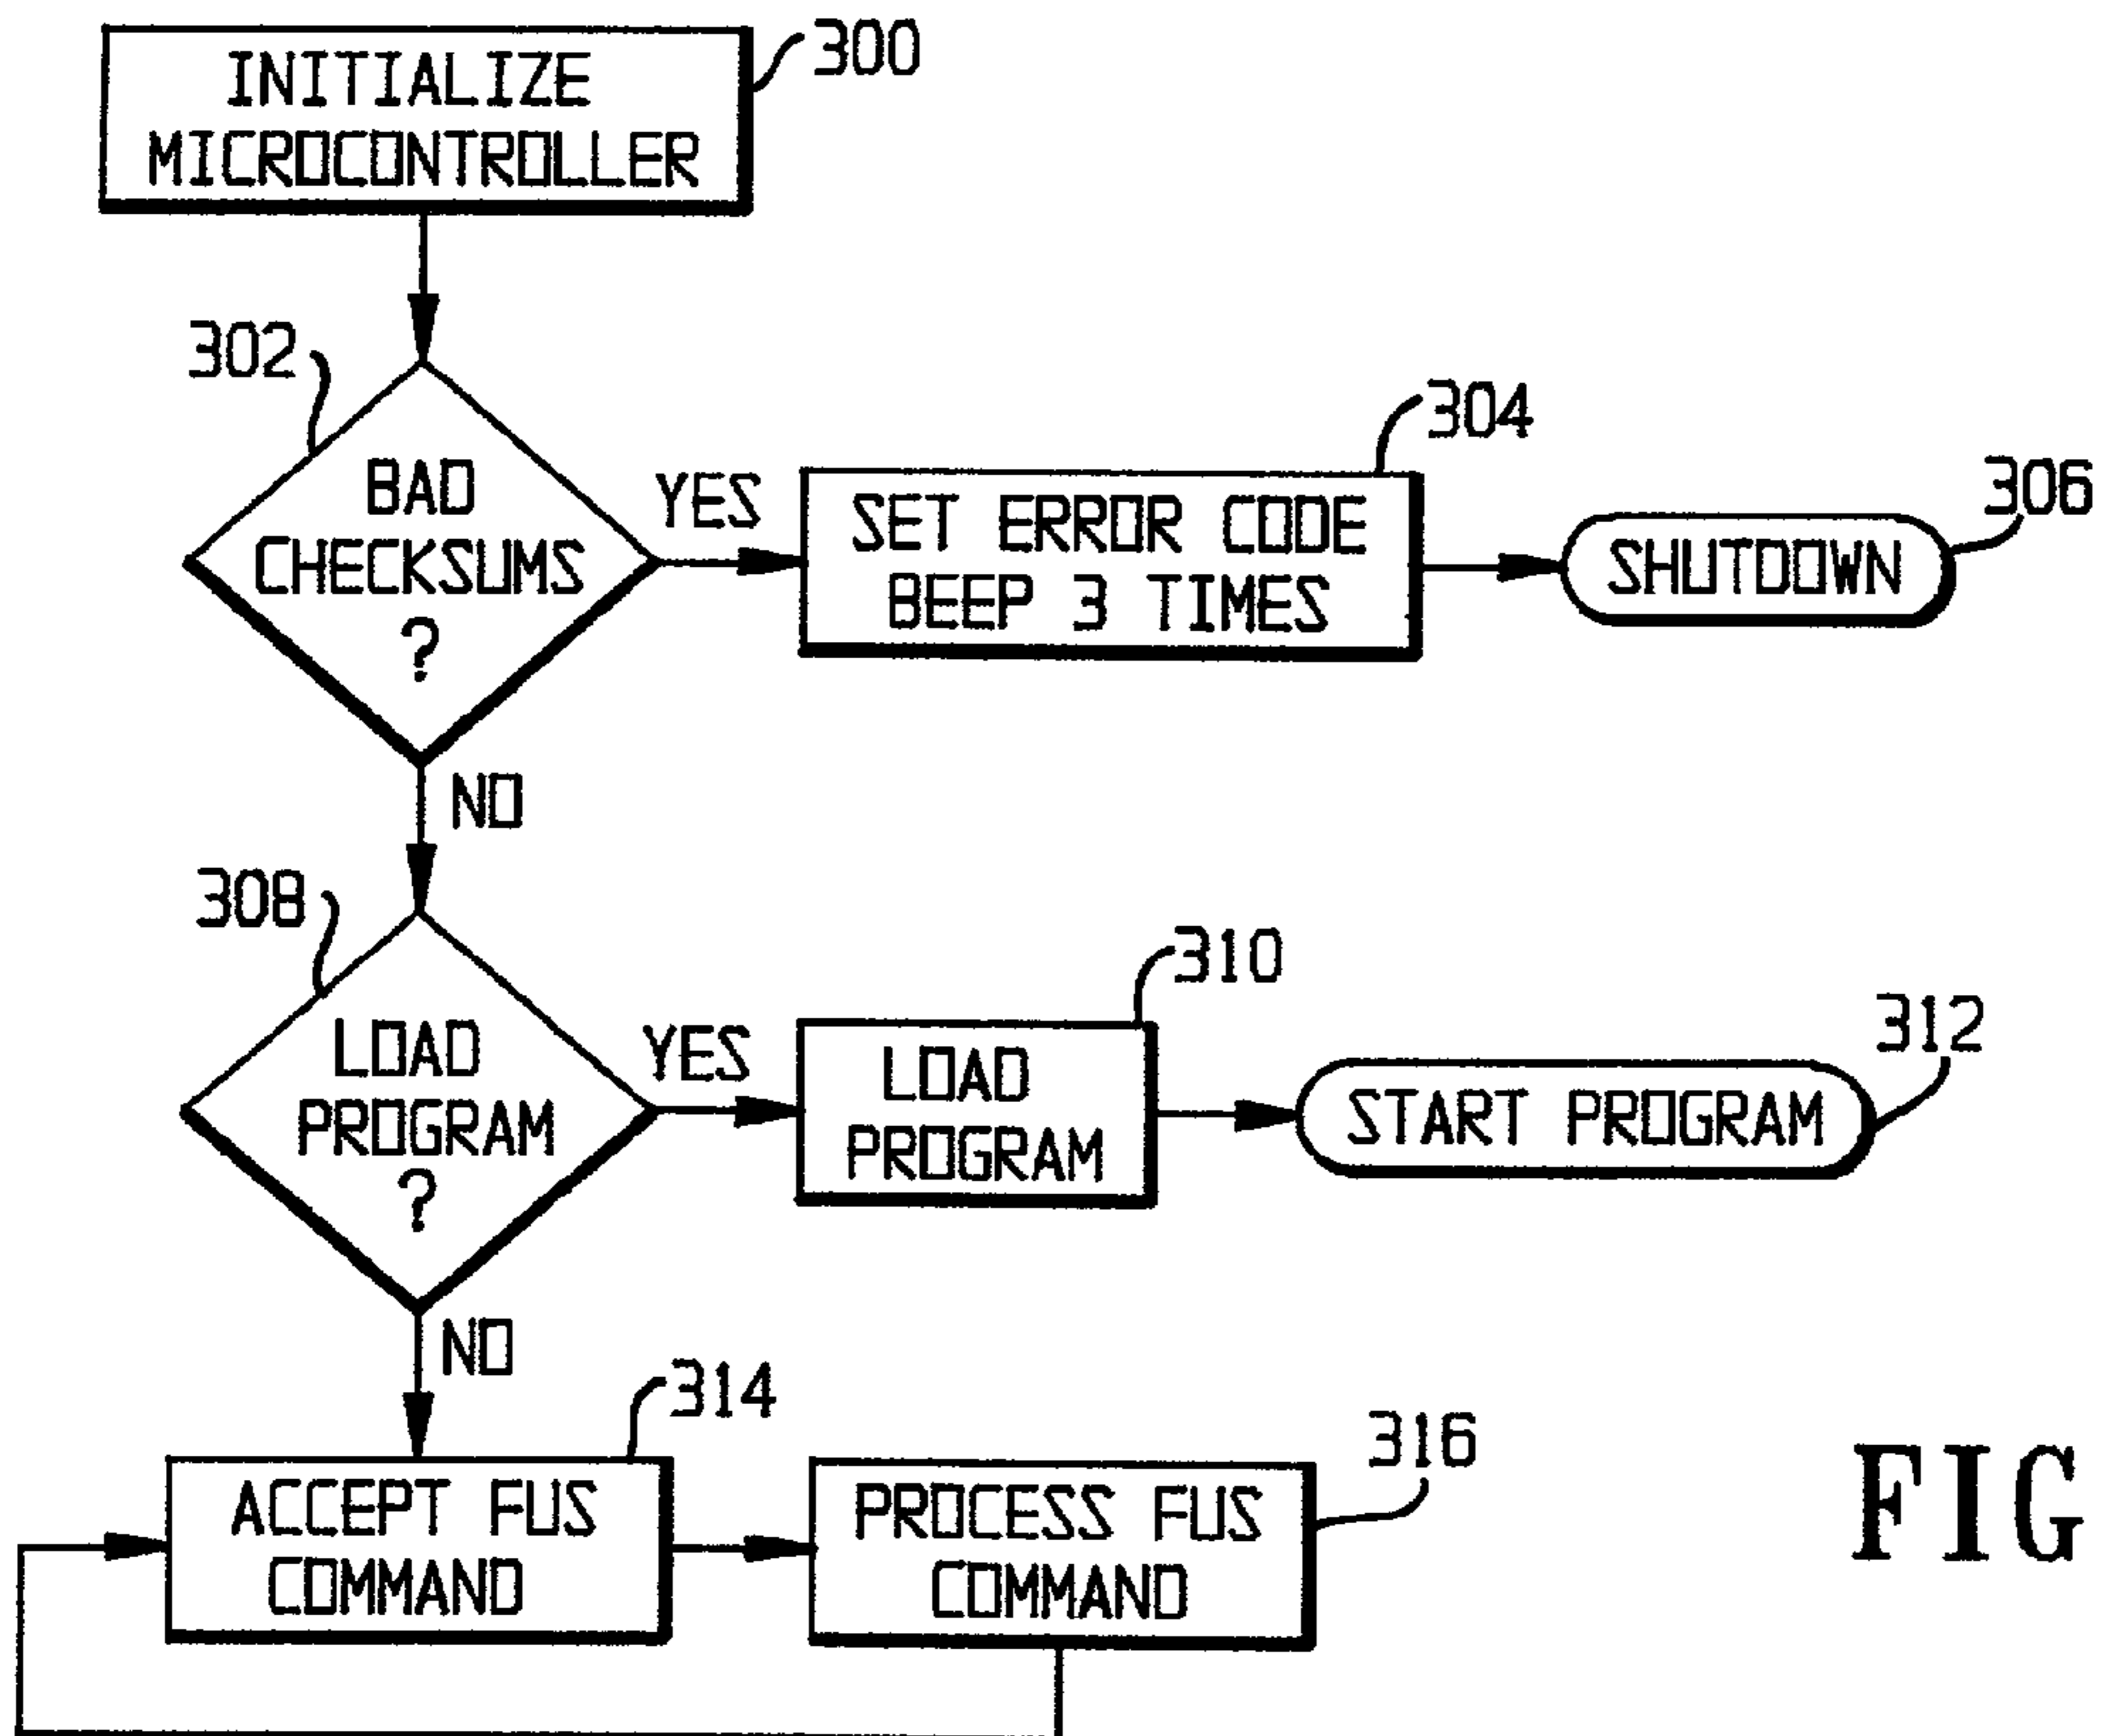 300
INITIALIZE
MICROCONTROLLER
302
BAD
CHECKSUMS
?
YES
304
SET ERROR CODE
BEEP 3 TIMES
306
SHUTDOWN
NO
308
LOAD
PROGRAM
?
YES
310
LOAD
PROGRAM
312
START PROGRAM
NO
314
ACCEPT FUS
COMMAND
316
PROCESS FUS
COMMAND
FIG